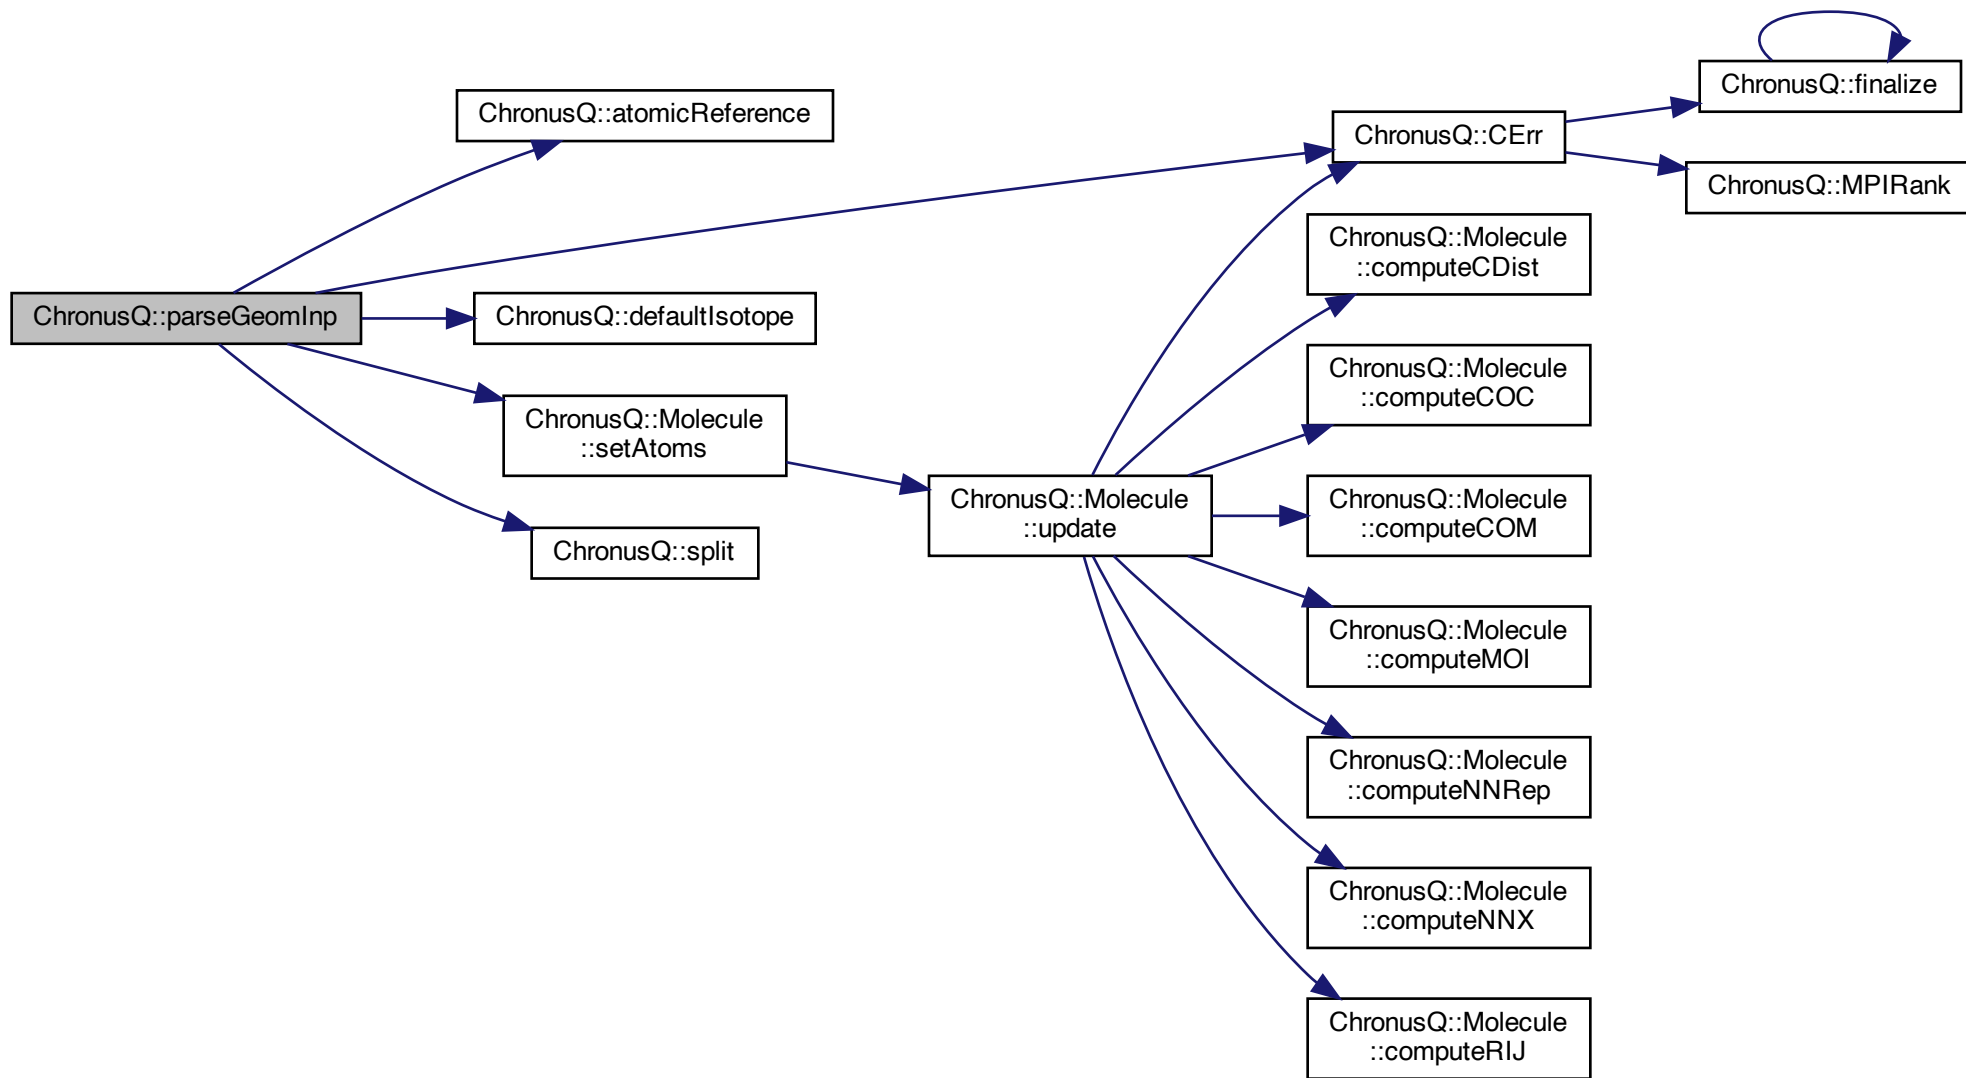 ChronusQ::parseGeomInp
ChronusQ::atomicReference
ChronusQ::CErr
ChronusQ::finalize
ChronusQ::MPIRank
ChronusQ::defaultIsotope
ChronusQ::Molecule
::setAtoms
ChronusQ::split
ChronusQ::Molecule
::update
ChronusQ::Molecule
::computeCDist
ChronusQ::Molecule
::computeCOC
ChronusQ::Molecule
::computeCOM
ChronusQ::Molecule
::computeMOI
ChronusQ::Molecule
::computeNNRep
ChronusQ::Molecule
::computeNNX
ChronusQ::Molecule
::computeRIJ